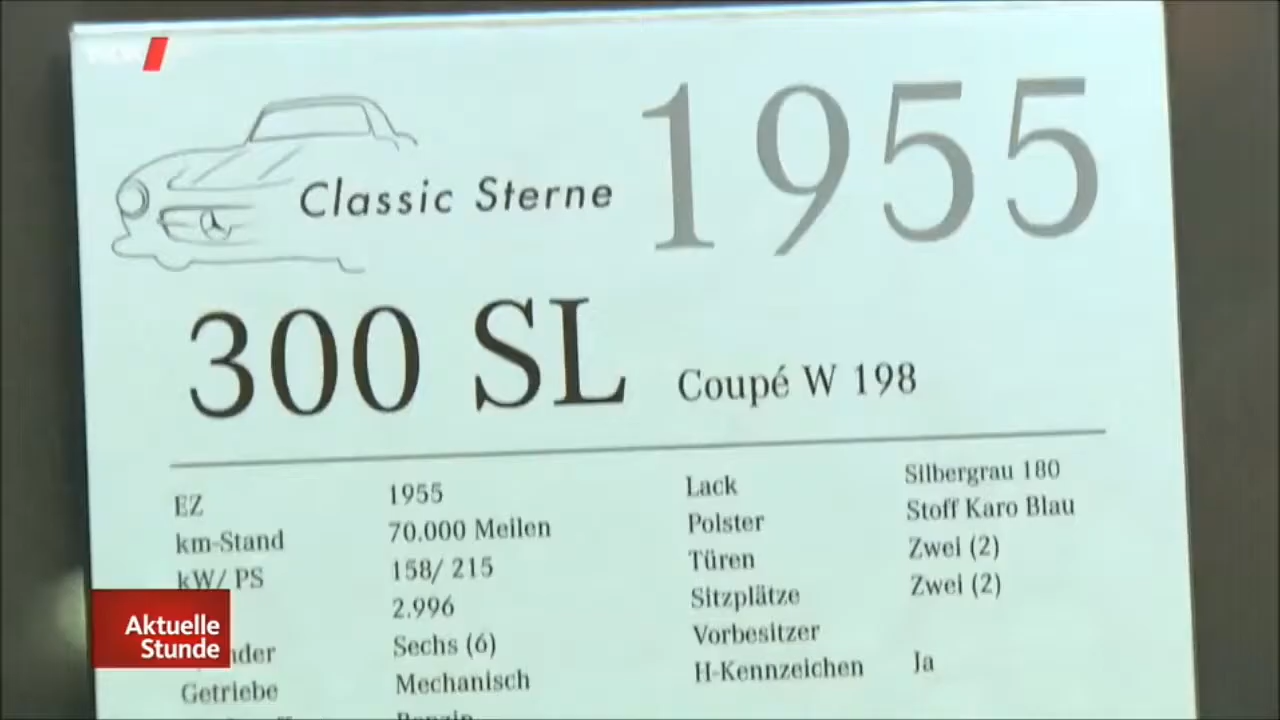 1955
Classic Sterne
300 SL Coupé W 198
EZ 1955
km-Stand 70.000 Meilen
kW/ PS 158/ 215
2.996
nder Sechs (6)
Getriebe Mechanisch
Benzin
Lack Silbergrau 180
Polster Stoff Karo Blau
Türen Zwei (2)
Sitzplätze Zwei (2)
Vorbesitzer
H-Kennzeichen Ja
Aktuelle
Stunde